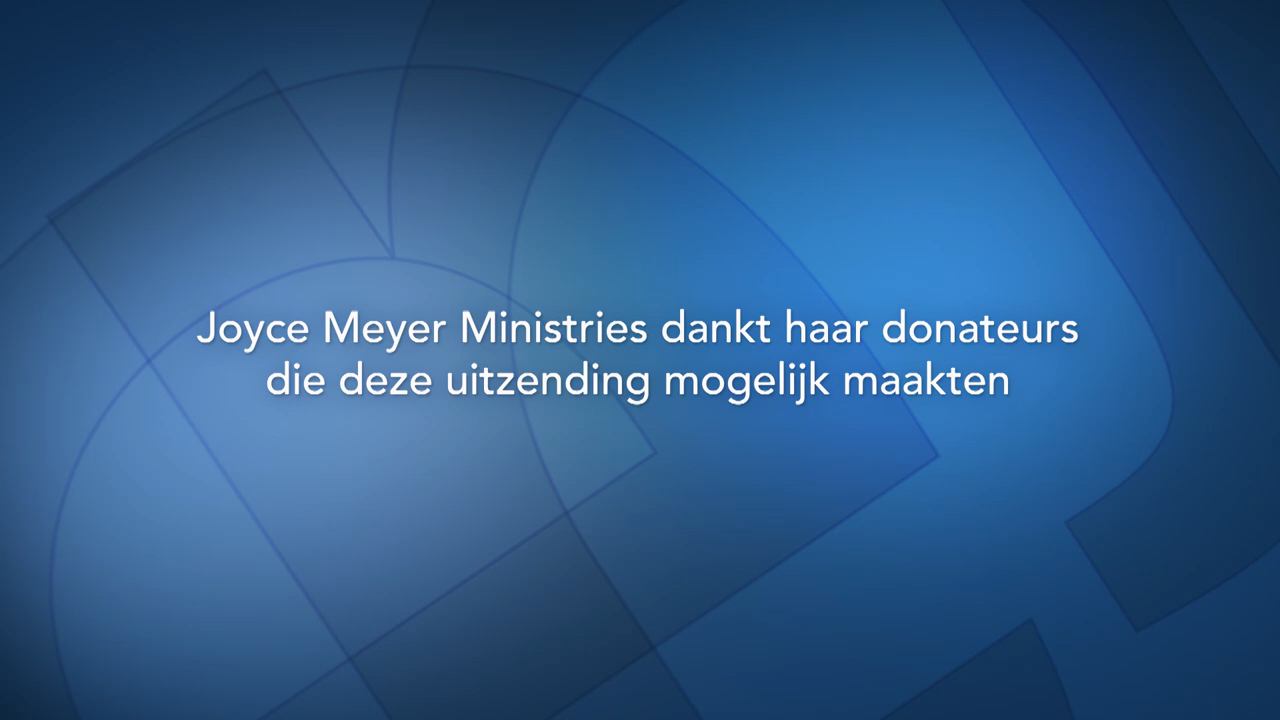 Joyce Meyer Ministries dankt haar donateurs
die deze uitzending mogelijk maakten